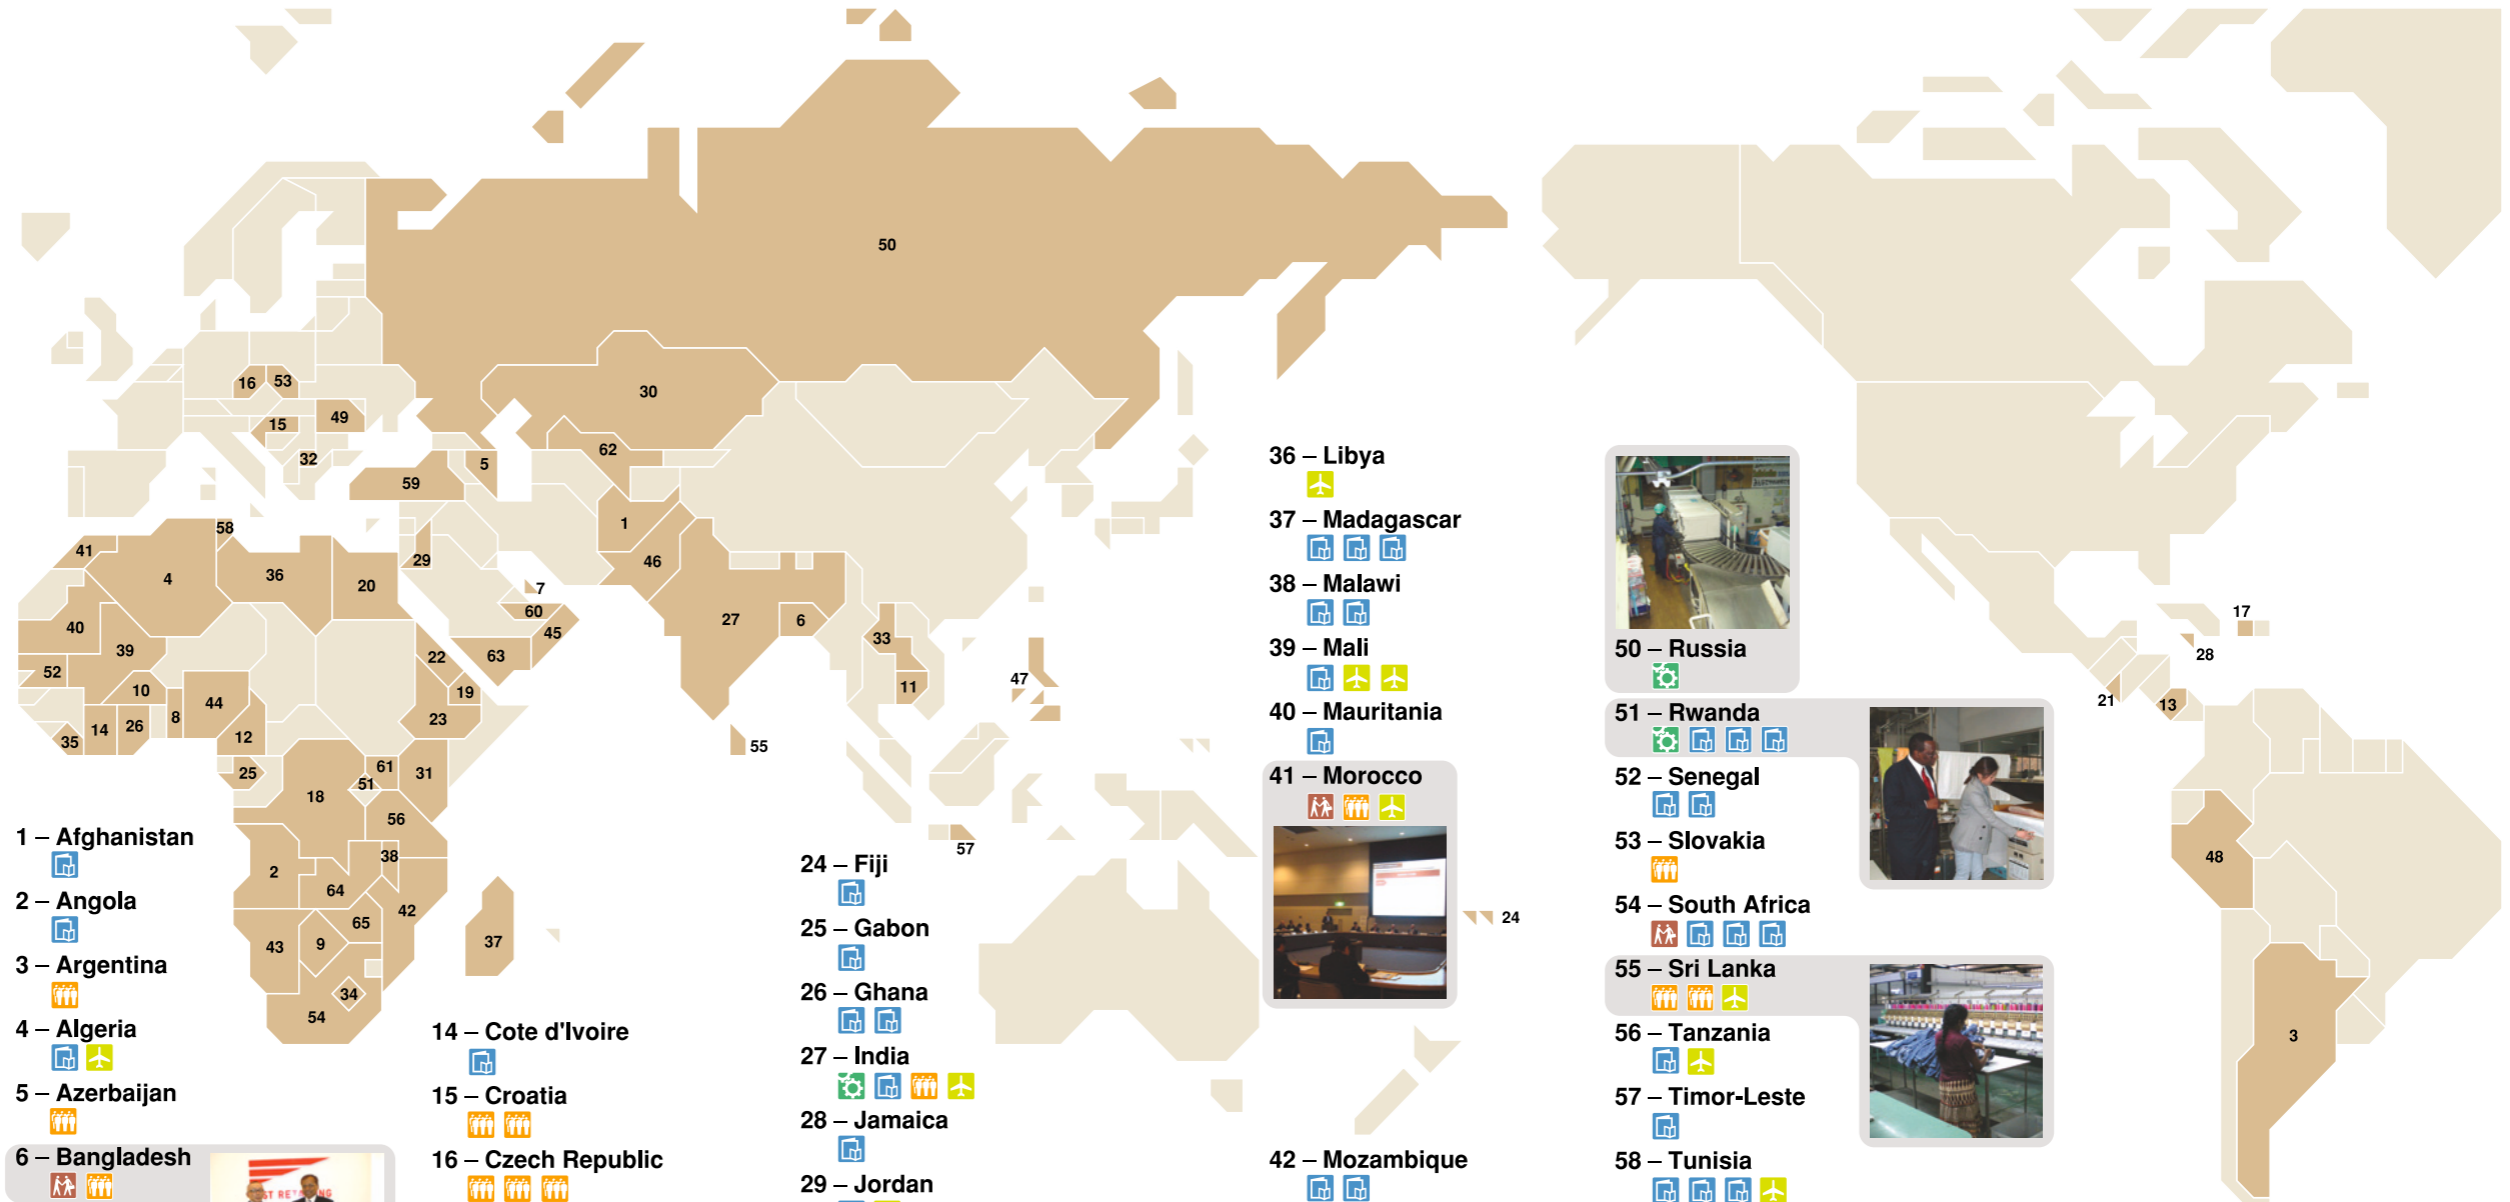 50
16
53
30
49
15
62
32
5
59
58
1
41
29
46
4
36
20
7
60
27
6
40
45
33
39
22
63
52
47
10
19
11
44
8
23
14
26
12
35
55
25
61
31
51
18
56
57
38
2
64
42
65
43
9
37
34
54
24
17
28
21
13
48
3
1 – Afghanistan
2 – Angola
3 – Argentina
4 – Algeria
5 – Azerbaijan
6 – Bangladesh
14 – Cote d'Ivoire
15 – Croatia
16 – Czech Republic
24 – Fiji
25 – Gabon
26 – Ghana
27 – India
28 – Jamaica
29 – Jordan
36 – Libya
37 – Madagascar
38 – Malawi
39 – Mali
40 – Mauritania
41 – Morocco
42 – Mozambique
50 – Russia
51 – Rwanda
52 – Senegal
53 – Slovakia
54 – South Africa
55 – Sri Lanka
56 – Tanzania
57 – Timor-Leste
58 – Tunisia